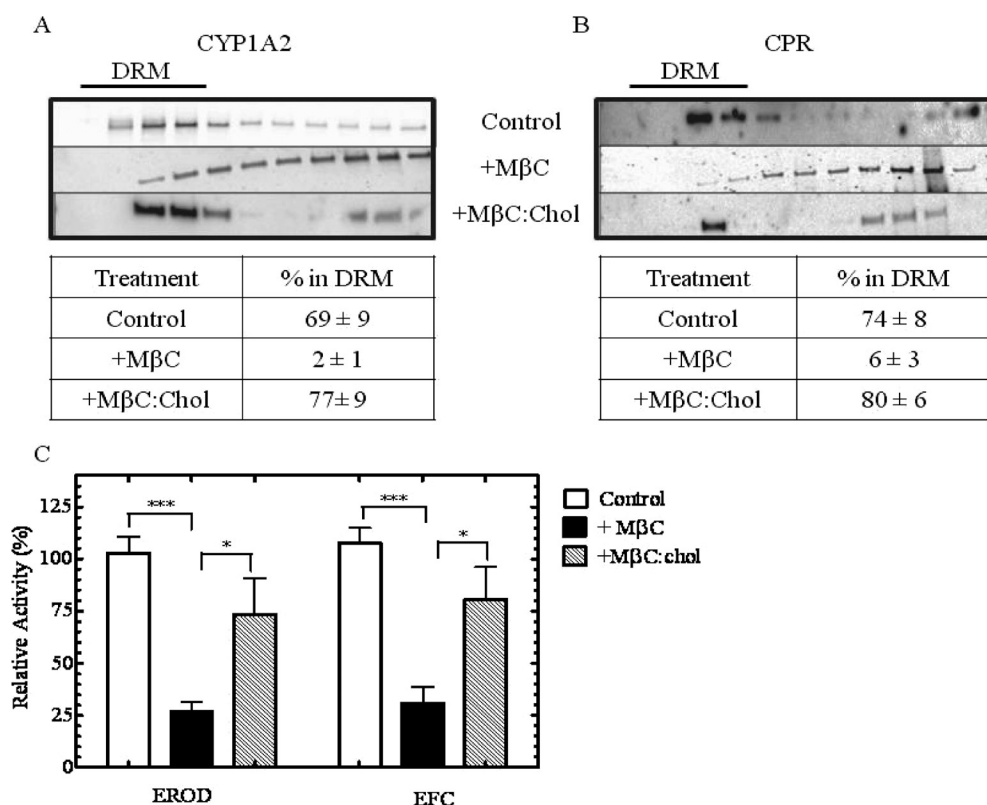 A
CYP1A2
DRM
B
CPR
DRM
Control
+MβC
+MβC:Chol
Treatment % in DRM
Control 69 ± 9
+MβC 2 ± 1
+MβC:Chol 77± 9
Treatment % in DRM
Control 74 ± 8
+MβC 6 ± 3
+MβC:Chol 80 ± 6
C
Relative Activity (%)
125
100
75
50
25
0
***
*
***
*
EROD
EFC
Control
+ MβC
+MβC:chol